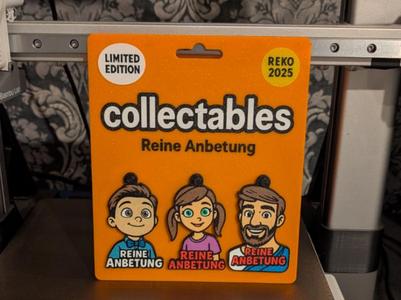 LIMITED
EDITION
REKO
2025
collectables
Reine Anbetung
REINE
ANBETUNG
REINE
ANBETUNG
REINE
ANBETUNG